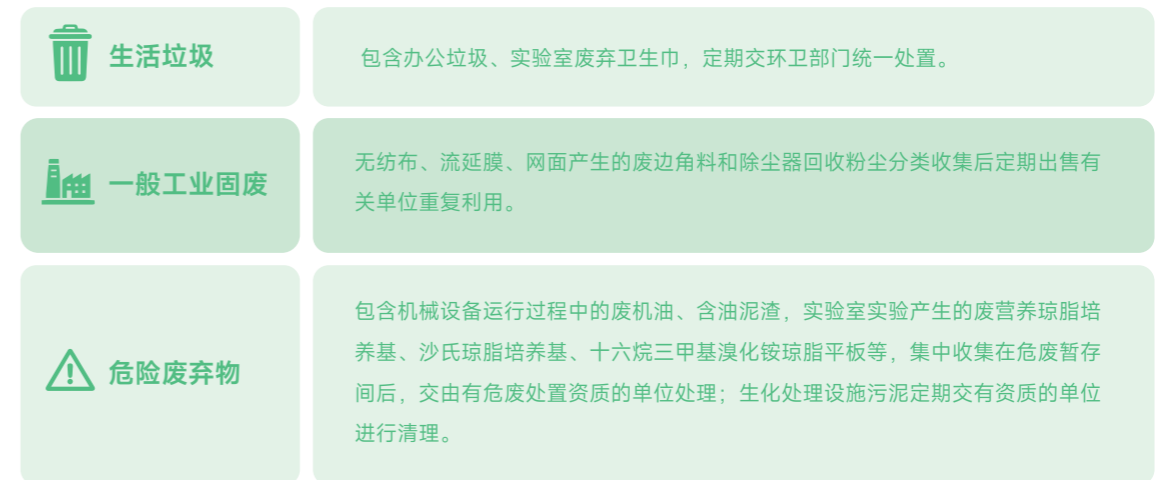 生活垃圾
包含办公垃圾、实验室废弃卫生巾，定期交环卫部门统一处置。
一般工业固废
无纺布、流延膜、网面产生的废边角料和除尘器回收粉尘分类收集后定期出售有
关单位重复利用。
危险废弃物
包含机械设备运行过程中的废机油、含油泥渣，实验室实验产生的废营养琼脂培
养基、沙氏琼脂培养基、十六烷三甲基溴化铵琼脂平板等，集中收集在危废暂存
间后，交由有危废处置资质的单位处理；生化处理设施污泥定期交有资质的单位
进行清理。